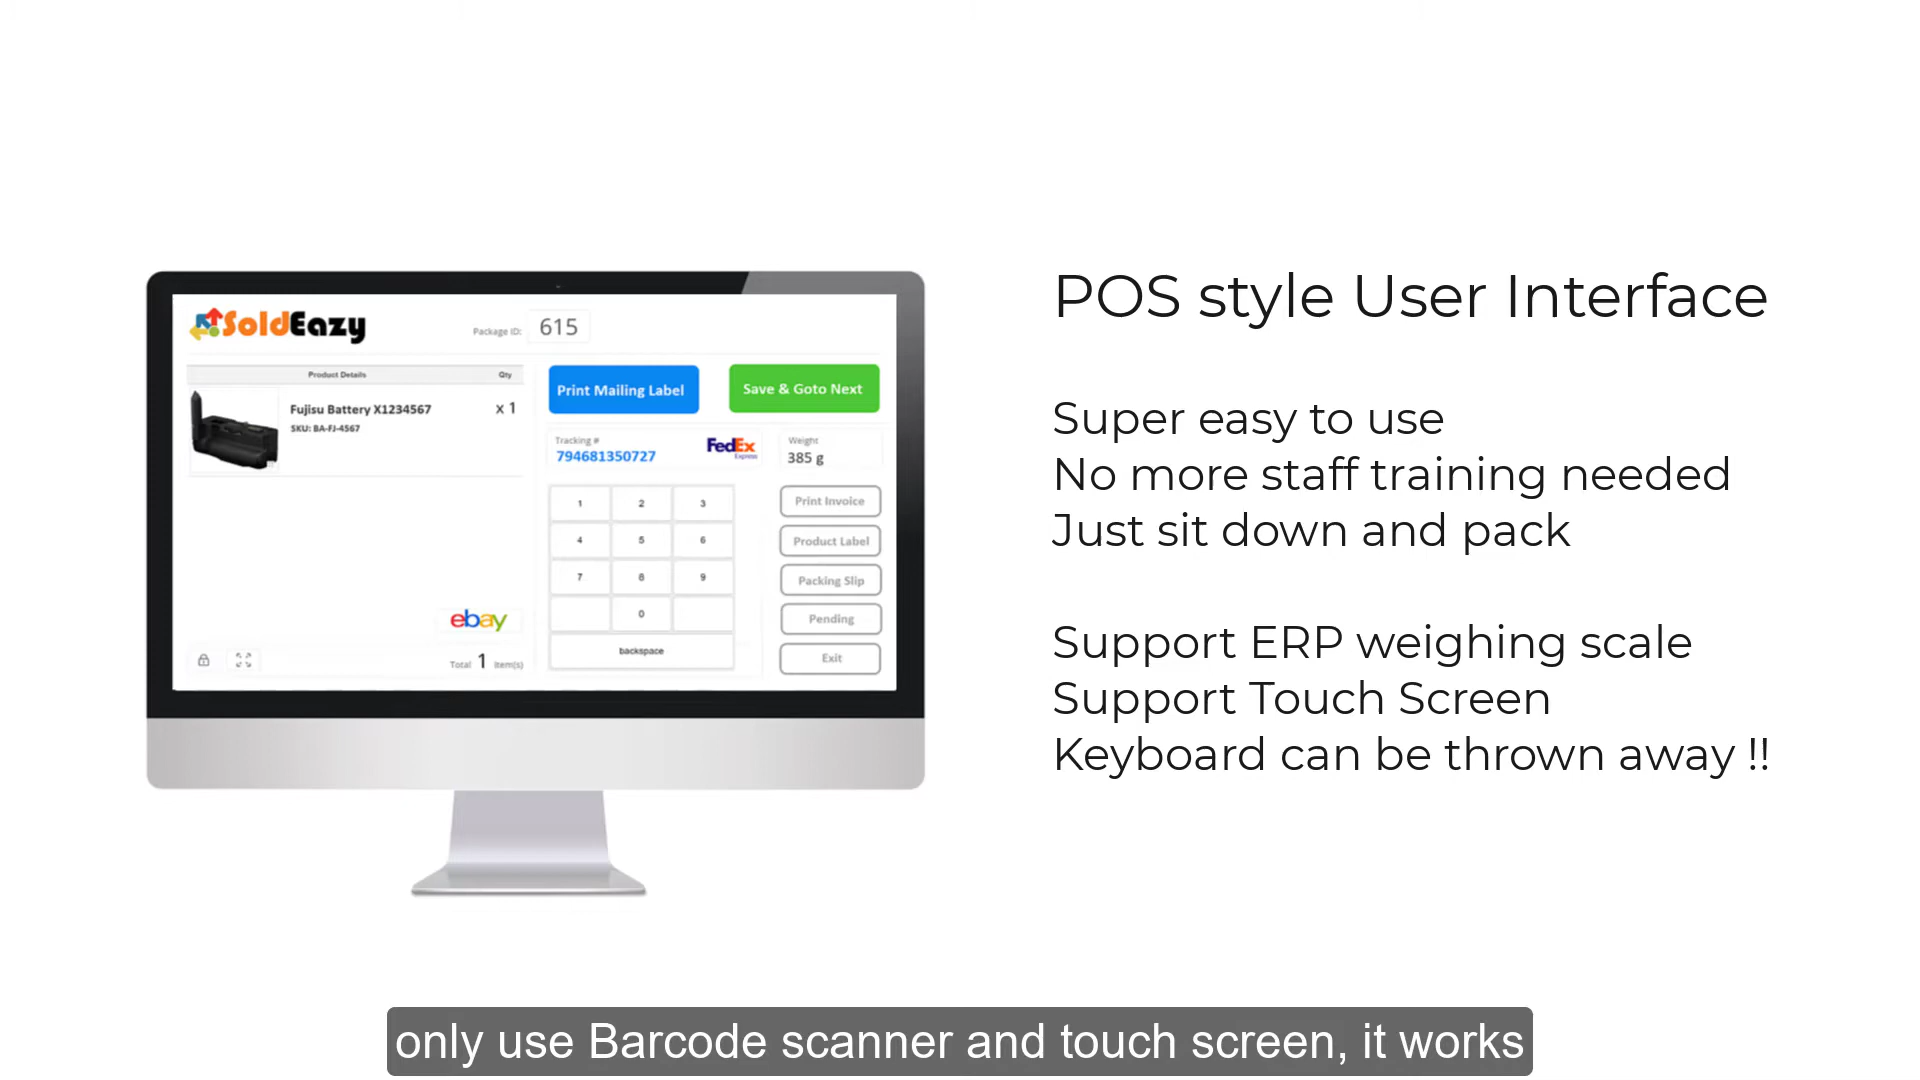 SoldEazy
Package ID: 615
Product Details Qty
Fujisu Battery X1234567 x 1
SKU: BA-FJ-4567
ebay
Total 1 item(s)
Print Mailing Label
Save & Goto Next
Tracking #
794681350727
FedEx
Express
Weight
385 g
1 2 3
4 5 6
7 8 9
0
backspace
Print Invoice
Product Label
Packing Slip
Pending
Exit
POS style User Interface
Super easy to use
No more staff training needed
Just sit down and pack
Support ERP weighing scale
Support Touch Screen
Keyboard can be thrown away !!
only use Barcode scanner and touch screen, it works